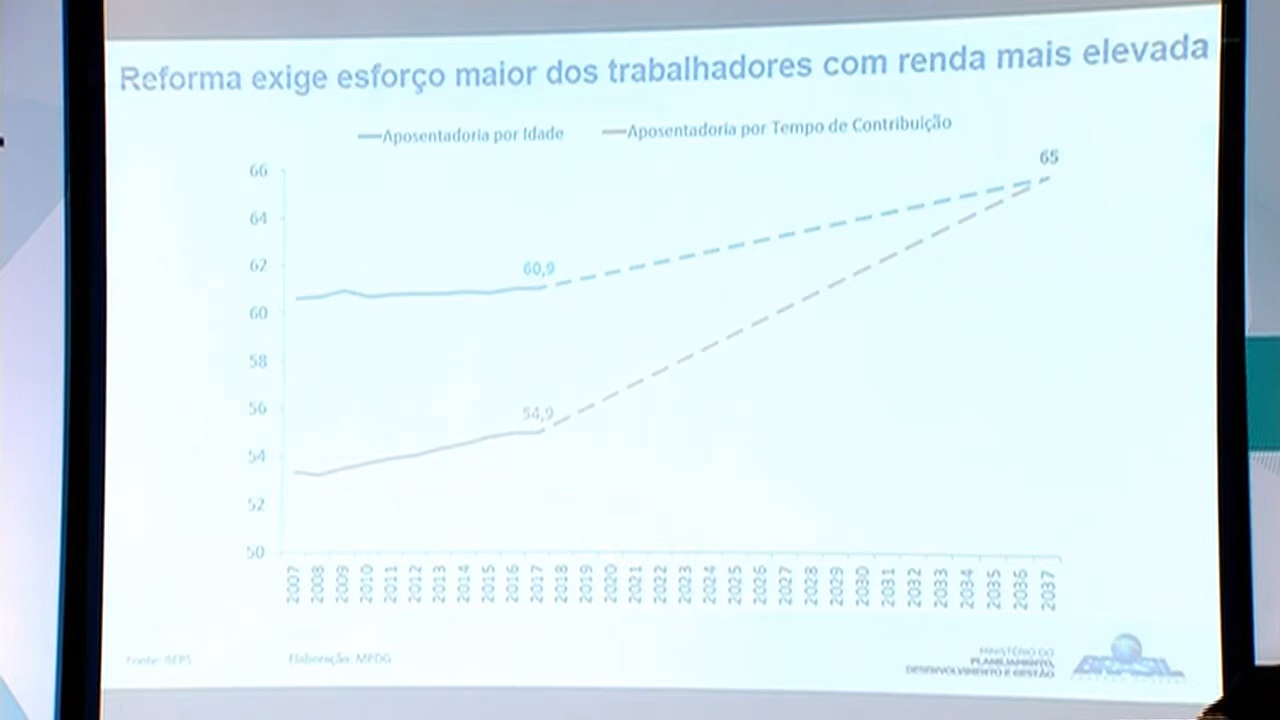 Reforma exige esforço maior dos trabalhadores com renda mais elevada
Aposentadoria por Idade
Aposentadoria por Tempo de Contribuição
65
66
64
62
60,9
60
58
56
54,9
54
52
50
2007 2008 2009 2010 2011 2012 2013 2014 2015 2016 2017 2018 2019 2020 2021 2022 2023 2024 2025 2026 2027 2028 2029 2030 2031 2032 2033 2034 2035 2036 2037
Fonte: BEPS
Elaboração: MPDG
MINISTÉRIO DO
PLANEJAMENTO,
DESENVOLVIMENTO E GESTÃO
BRASIL